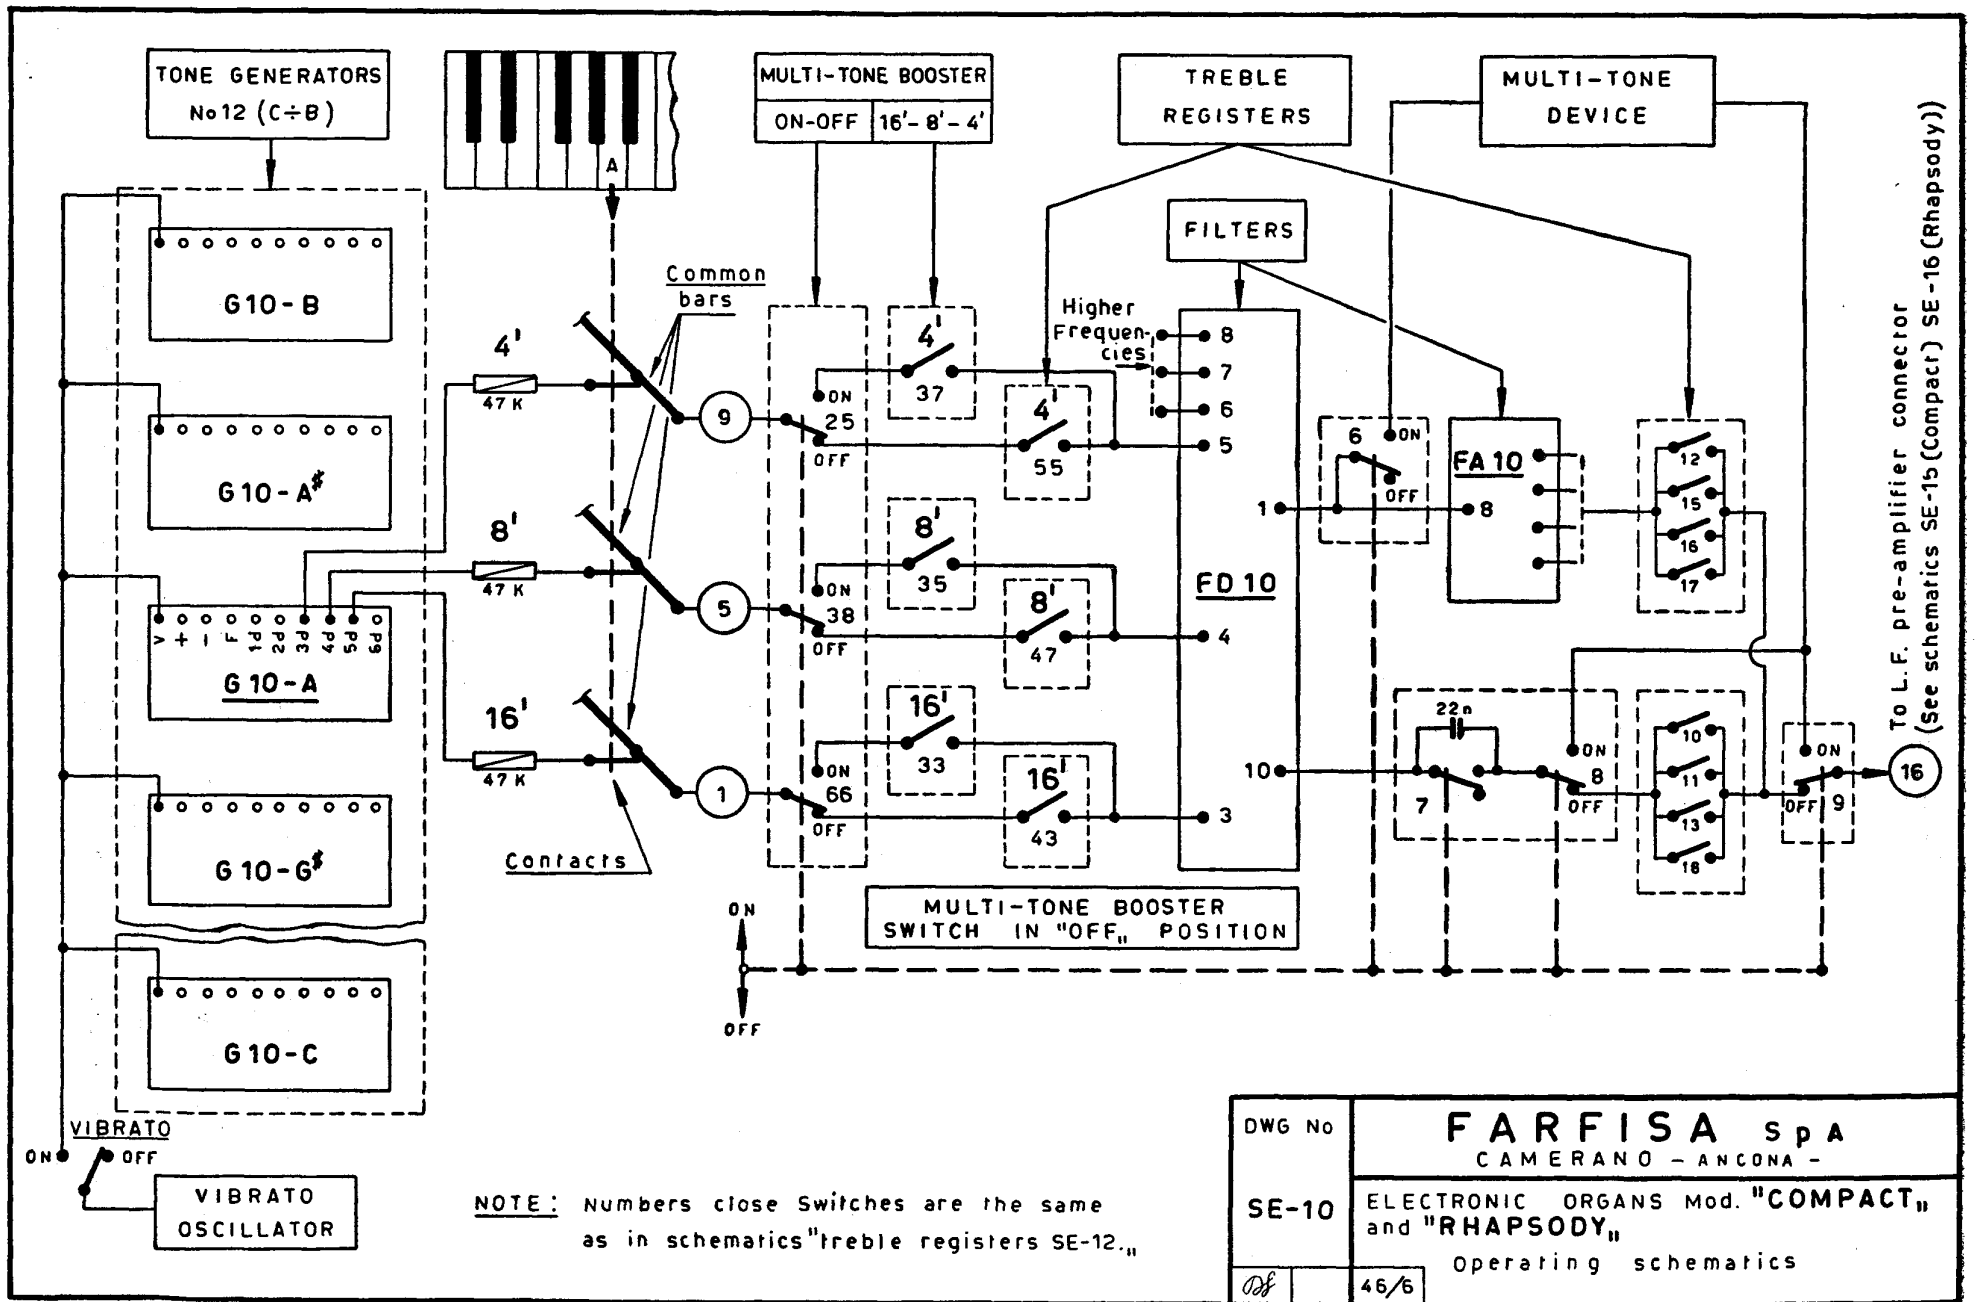 TONE GENERATORS
No 12 (C÷B)
A
MULTI-TONE BOOSTER
ON-OFF
16'- 8'- 4'
TREBLE
REGISTERS
MULTI-TONE
DEVICE
FILTERS
G10-B
G10-A#
V + - F 1d 2d 3d 4d 5d 6d
G10-A
G10-G#
G10-C
VIBRATO
ON
OFF
VIBRATO
OSCILLATOR
4'
47 K
8'
47 K
16'
47 K
Common
bars
Contacts
9
5
1
ON
25
OFF
ON
38
OFF
ON
66
OFF
4'
37
4'
55
8'
35
8'
47
16'
33
16'
43
Higher
Frequen-
cies
8
7
6
5
4
3
FD 10
1
10
6
ON
OFF
FA 10
8
12
15
16
17
22n
7
ON
8
OFF
10
11
13
18
ON
OFF
9
16
To L.F. pre-amplifier connector
(See schematics SE-15 (Compact) SE-16 (Rhapsody))
MULTI-TONE BOOSTER
SWITCH IN "OFF„ POSITION
ON
OFF
NOTE: Numbers close Switches are the same
as in schematics "treble registers SE-12.„
DWG No
SE-10
FARFISA SpA
CAMERANO - ANCONA -
ELECTRONIC ORGANS Mod. "COMPACT„
and "RHAPSODY„
Operating schematics
46/6